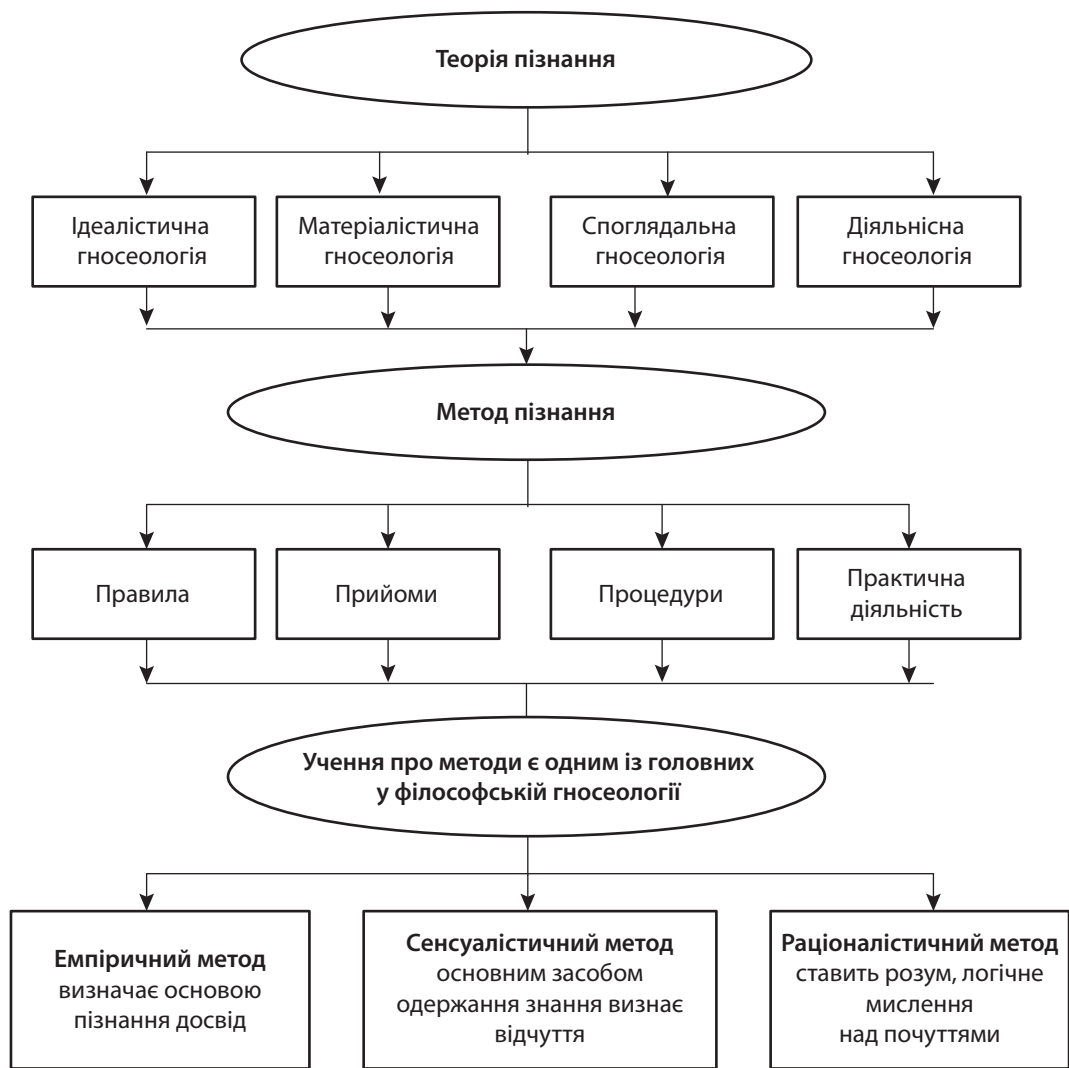 Теорія пізнання
Ідеалістична
гносеологія
Матеріалістична
гносеологія
Споглядальна
гносеологія
Діяльнісна
гносеологія
Метод пізнання
Правила
Прийоми
Процедури
Практична
діяльність
Учення про методи є одним із головних
у філософській гносеології
Емпіричний метод
визначає основою
пізнання досвід
Сенсуалістичний метод
основним засобом
одержання знання визнає
відчуття
Раціоналістичний метод
ставить розум, логічне
мислення
над почуттями